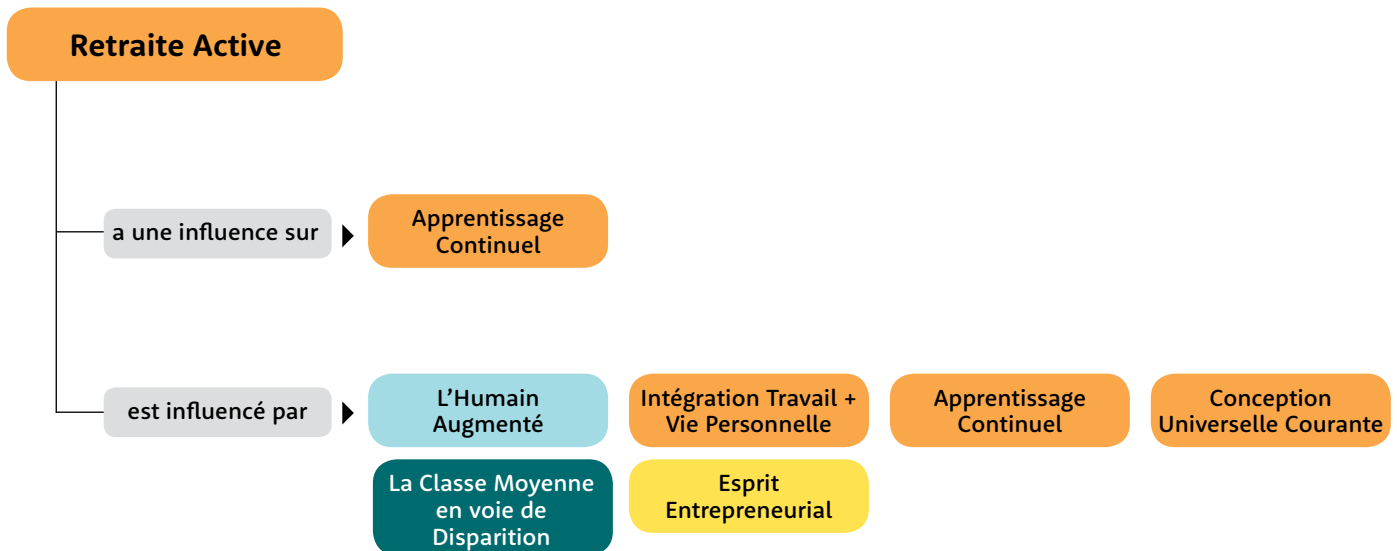 Retraite Active
a une influence sur
Apprentissage
Continuel
est influencé par
L’Humain
Augmenté
Intégration Travail +
Vie Personnelle
Apprentissage
Continuel
Conception
Universelle Courante
La Classe Moyenne
en voie de
Disparition
Esprit
Entrepreneurial